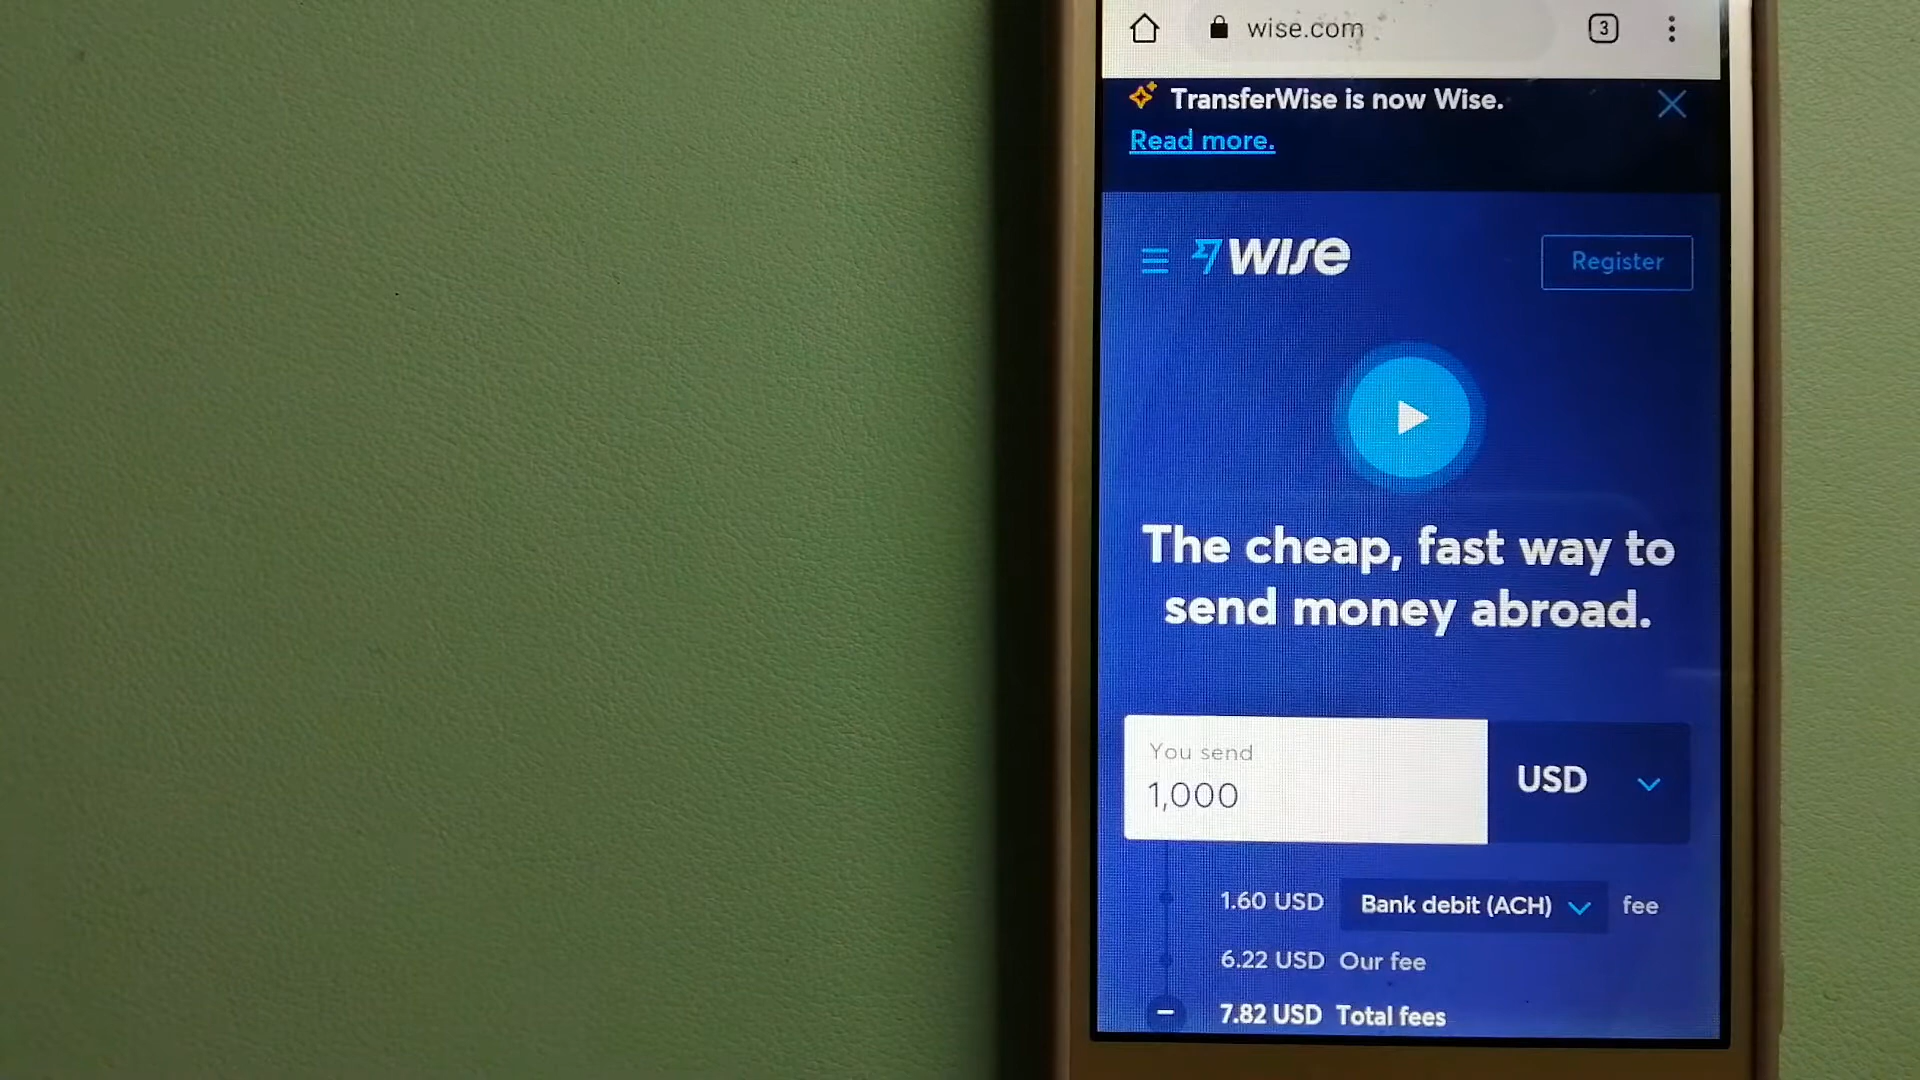 wise.com
3
TransferWise is now Wise.
Read more.
wise
Register
The cheap, fast way to
send money abroad.
You send
1,000
USD
1.60 USD Bank debit (ACH) fee
6.22 USD Our fee
7.82 USD Total fees